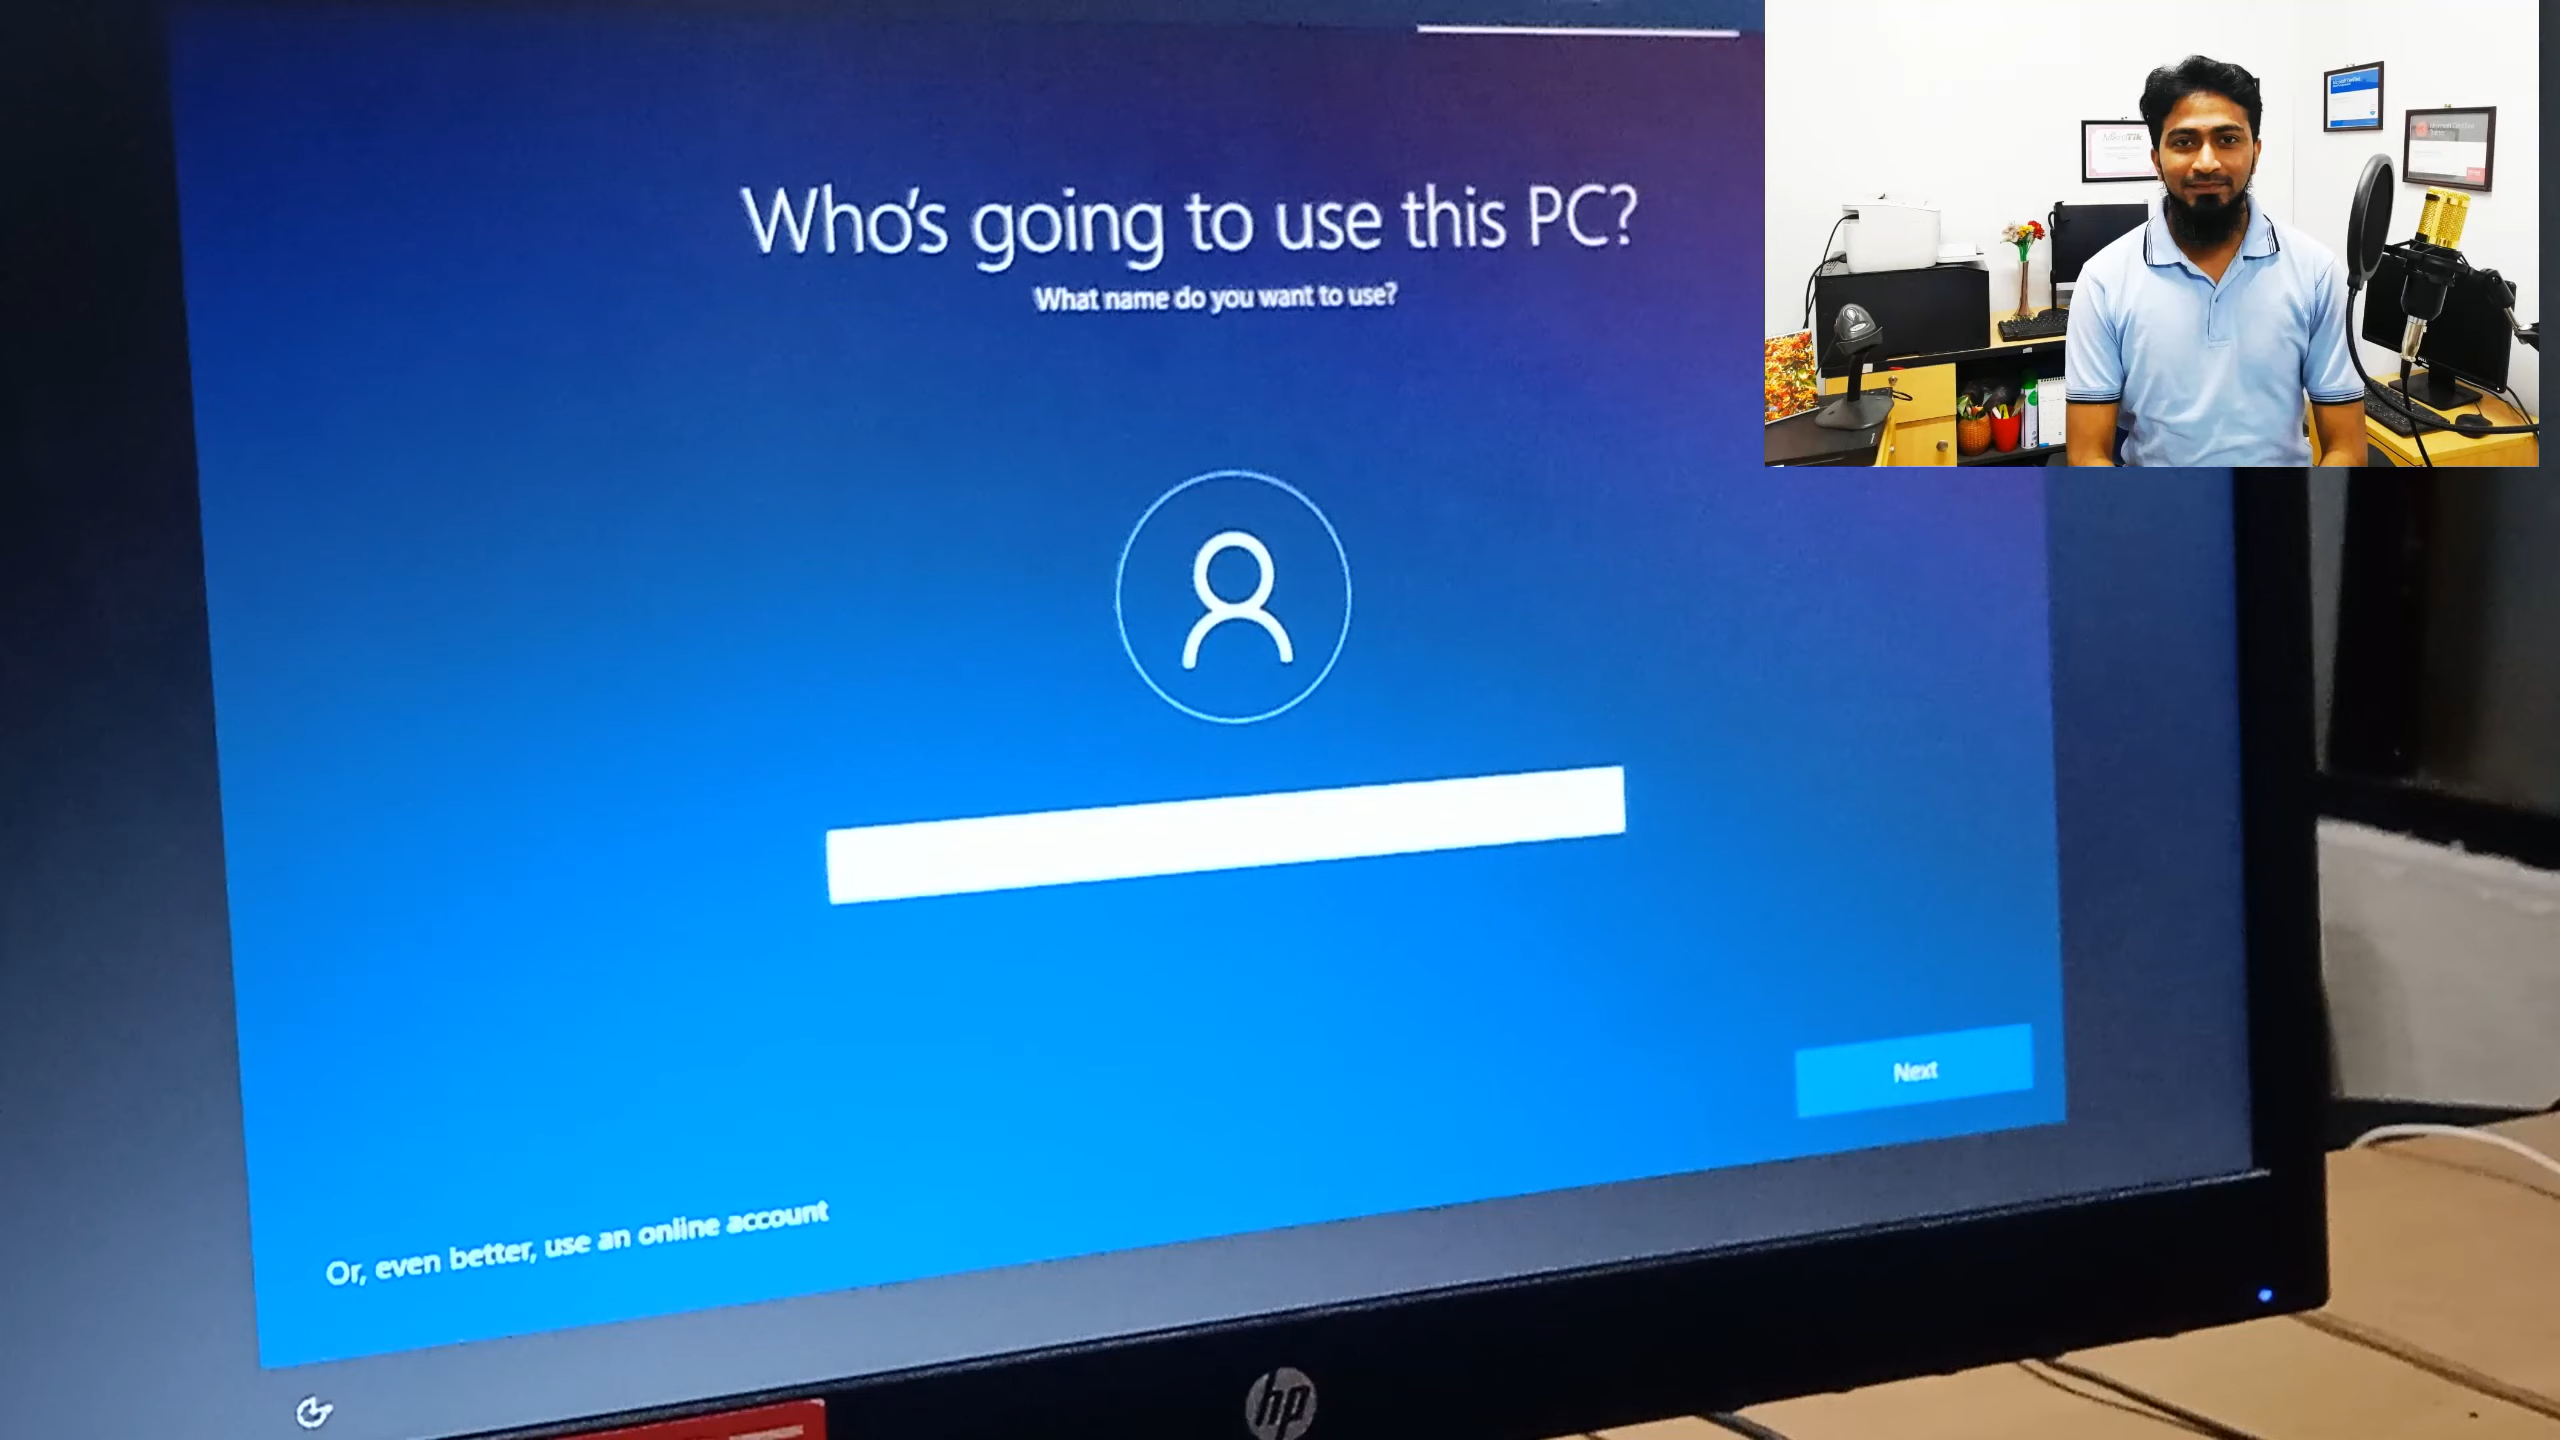 Who's going to use this PC?
What name do you want to use?
Next
Or, even better, use an online account
hp
MikroTik